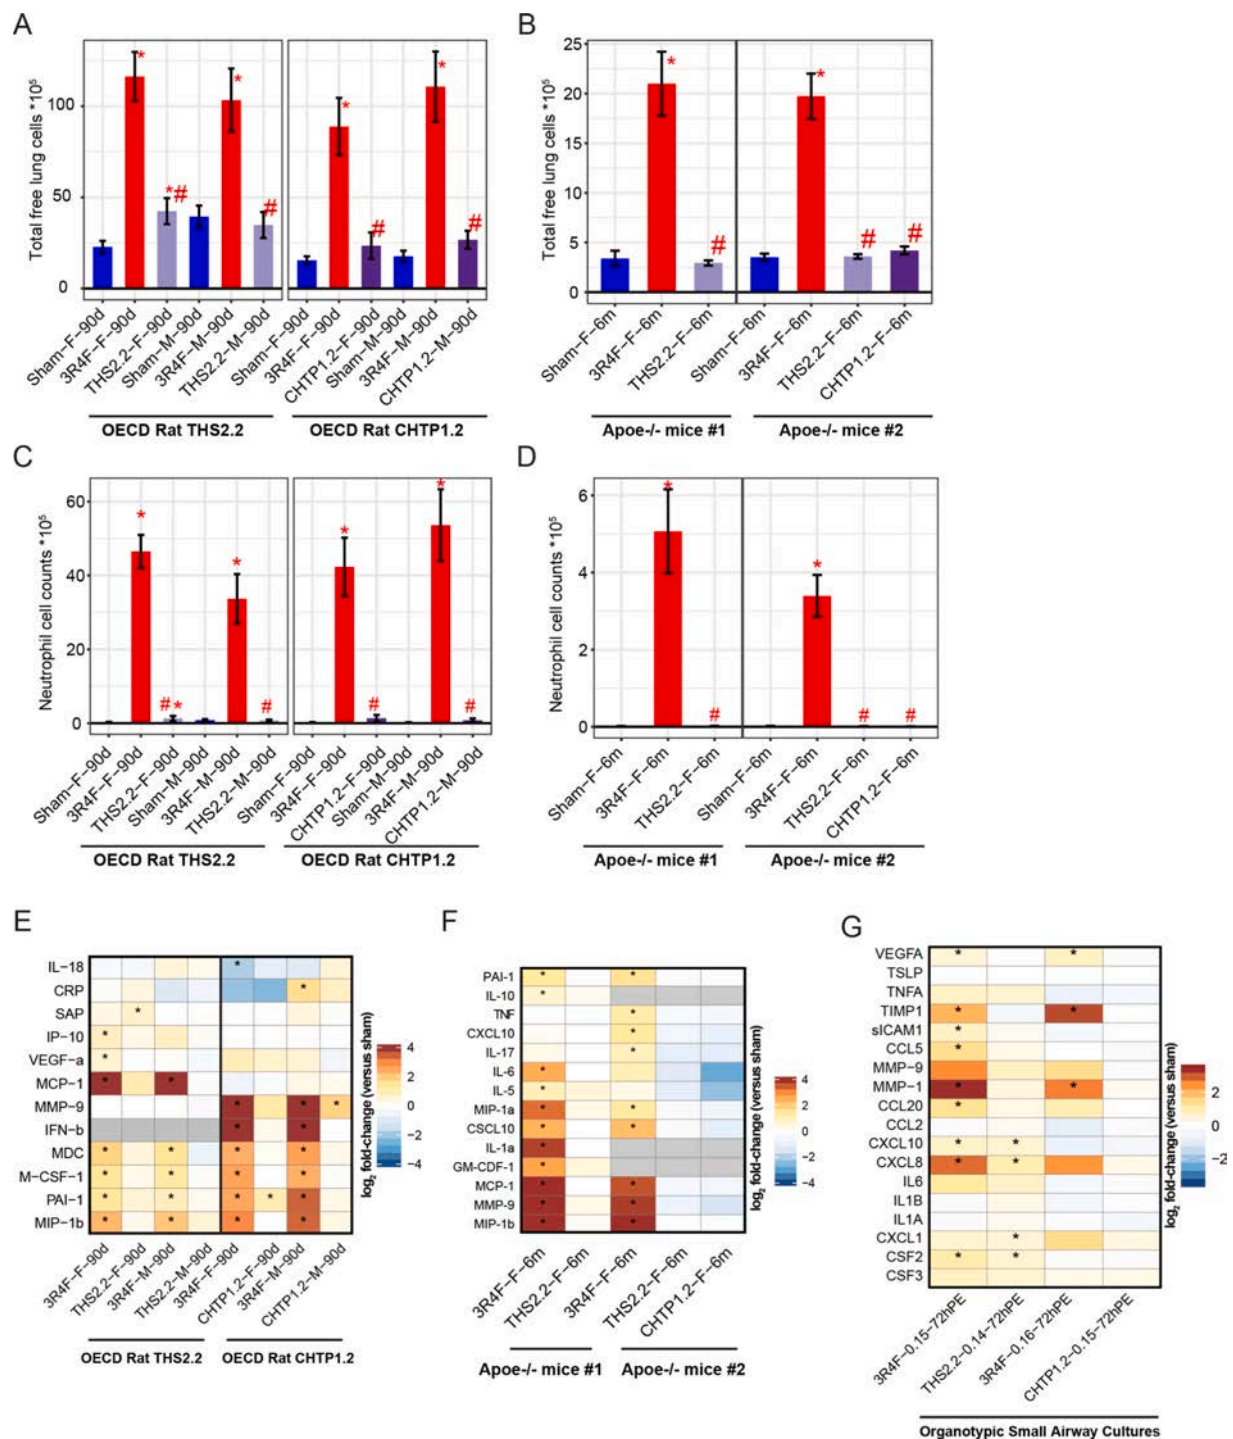 A
Total free lung cells *10⁵
100
50
0
* * # * # * # * #
Sham-F-90d
3R4F-F-90d
THS2.2-F-90d
Sham-M-90d
3R4F-M-90d
THS2.2-M-90d
Sham-F-90d
3R4F-F-90d
CHTP1.2-F-90d
Sham-M-90d
3R4F-M-90d
CHTP1.2-M-90d
OECD Rat THS2.2
OECD Rat CHTP1.2
B
Total free lung cells *10⁵
25
20
15
10
5
0
* # * # #
Sham-F-6m
3R4F-F-6m
THS2.2-F-6m
Sham-F-6m
3R4F-F-6m
THS2.2-F-6m
CHTP1.2-F-6m
Apoe-/- mice #1
Apoe-/- mice #2
C
Neutrophil cell counts *10⁵
60
40
20
0
* # * * # * # * #
Sham-F-90d
3R4F-F-90d
THS2.2-F-90d
Sham-M-90d
3R4F-M-90d
THS2.2-M-90d
Sham-F-90d
3R4F-F-90d
CHTP1.2-F-90d
Sham-M-90d
3R4F-M-90d
CHTP1.2-M-90d
OECD Rat THS2.2
OECD Rat CHTP1.2
D
Neutrophil cell counts *10⁵
6
4
2
0
* # * # #
Sham-F-6m
3R4F-F-6m
THS2.2-F-6m
Sham-F-6m
3R4F-F-6m
THS2.2-F-6m
CHTP1.2-F-6m
Apoe-/- mice #1
Apoe-/- mice #2
E
IL-18
CRP
SAP
IP-10
VEGF-a
MCP-1
MMP-9
IFN-b
MDC
M-CSF-1
PAI-1
MIP-1b
3R4F-F-90d
THS2.2-F-90d
3R4F-M-90d
THS2.2-M-90d
3R4F-F-90d
CHTP1.2-F-90d
3R4F-M-90d
CHTP1.2-M-90d
OECD Rat THS2.2
OECD Rat CHTP1.2
4
2
0
−2
−4
log₂ fold-change (versus sham)
F
PAI-1
IL-10
TNF
CXCL10
IL-17
IL-6
IL-5
MIP-1a
CSCL10
IL-1a
GM-CDF-1
MCP-1
MMP-9
MIP-1b
3R4F-F-6m
THS2.2-F-6m
3R4F-F-6m
THS2.2-F-6m
CHTP1.2-F-6m
Apoe-/- mice #1
Apoe-/- mice #2
log₂ fold-change (versus sham)
4
2
0
−2
−4
G
VEGFA
TSLP
TNFA
TIMP1
sICAM1
CCL5
MMP-9
MMP-1
CCL20
CCL2
CXCL10
CXCL8
IL6
IL1B
IL1A
CXCL1
CSF2
CSF3
3R4F-0.15-72hPE
THS2.2-0.14-72hPE
3R4F-0.16-72hPE
CHTP1.2-0.15-72hPE
Organotypic Small Airway Cultures
log₂ fold-change (versus sham)
2
0
−2